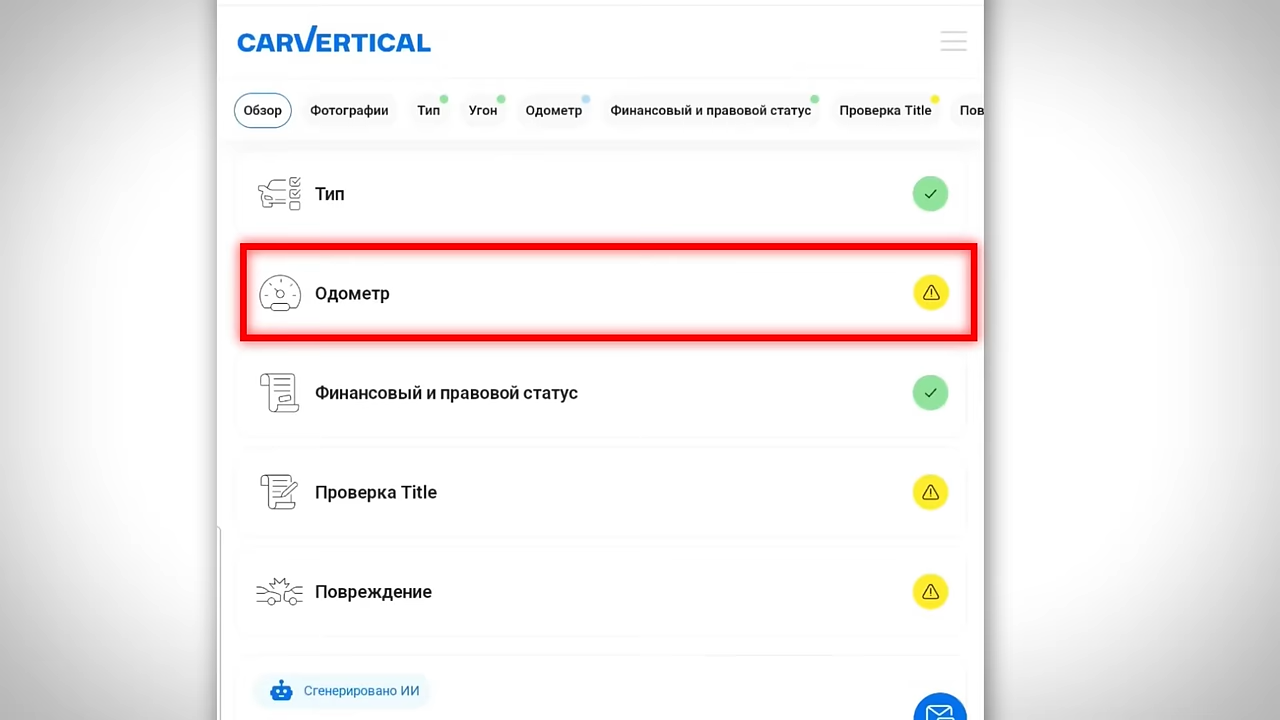 CARVERTICAL
Обзор Фотографии Тип Угон Одометр Финансовый и правовой статус Проверка Title Пов
Тип
Одометр
Финансовый и правовой статус
Проверка Title
Повреждение
Сгенерировано ИИ